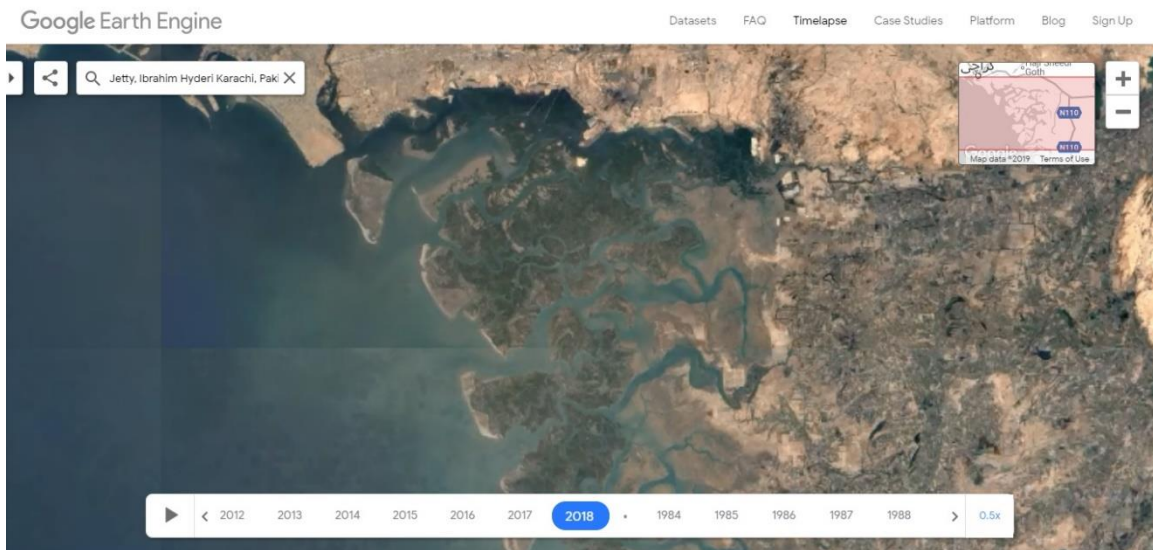 Google Earth Engine
Datasets FAQ Timelapse Case Studies Platform Blog Sign Up
Jetty, Ibrahim Hyderi Karachi, Paki
Goth
N110
N110
Google
Map data ©2019 Terms of Use
2012 2013 2014 2015 2016 2017 2018 1984 1985 1986 1987 1988 0.5x